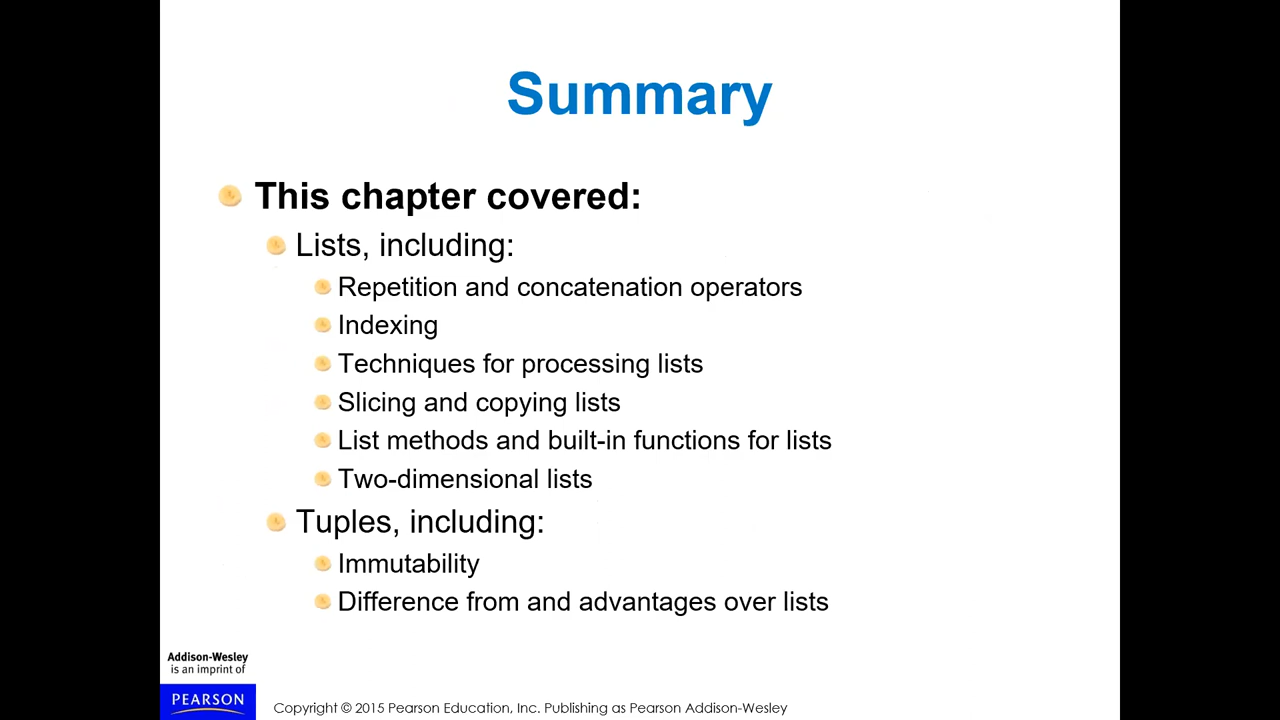 Summary
This chapter covered:
Lists, including:
Repetition and concatenation operators
Indexing
Techniques for processing lists
Slicing and copying lists
List methods and built-in functions for lists
Two-dimensional lists
Tuples, including:
Immutability
Difference from and advantages over lists
Addison-Wesley
is an imprint of
PEARSON
Copyright © 2015 Pearson Education, Inc. Publishing as Pearson Addison-Wesley